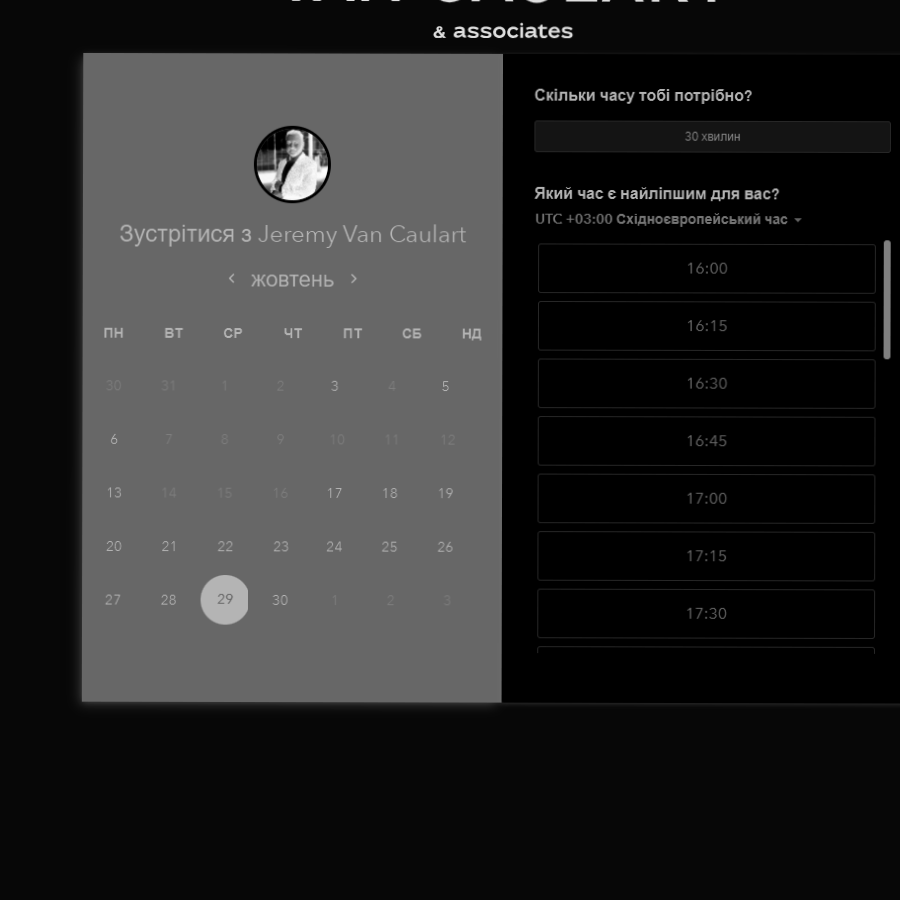 VAN CAULART
& associates
Зустрітися з Jeremy Van Caulart
жовтень
ПН ВТ СР ЧТ ПТ СБ НД
30 31 1 2 3 4 5
6 7 8 9 10 11 12
13 14 15 16 17 18 19
20 21 22 23 24 25 26
27 28 29 30 1 2 3
Скільки часу тобі потрібно?
30 хвилин
Який час є найліпшим для вас?
UTC +03:00 Східноєвропейський час
16:00
16:15
16:30
16:45
17:00
17:15
17:30